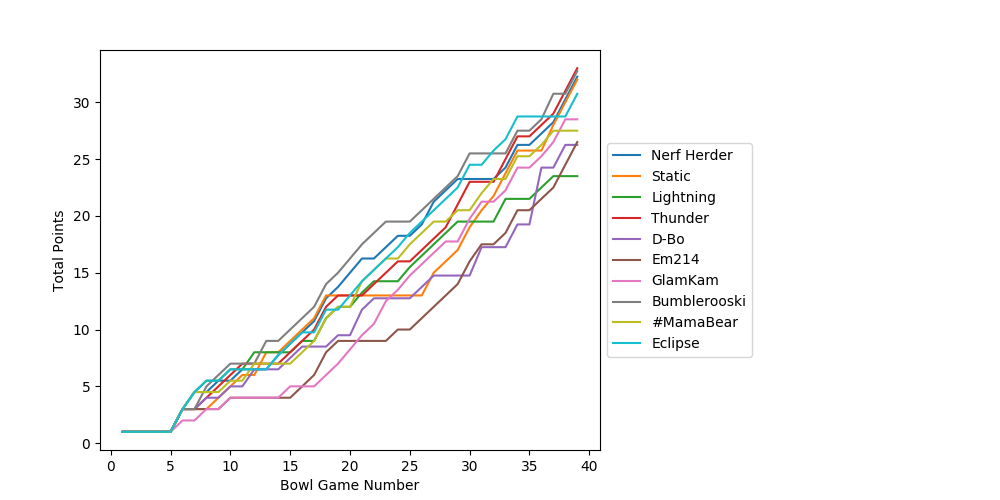 30
25
20
15
10
5
0
Total Points
0 5 10 15 20 25 30 35 40
Bowl Game Number
Nerf Herder
Static
Lightning
Thunder
D-Bo
Em214
GlamKam
Bumblerooski
#MamaBear
Eclipse